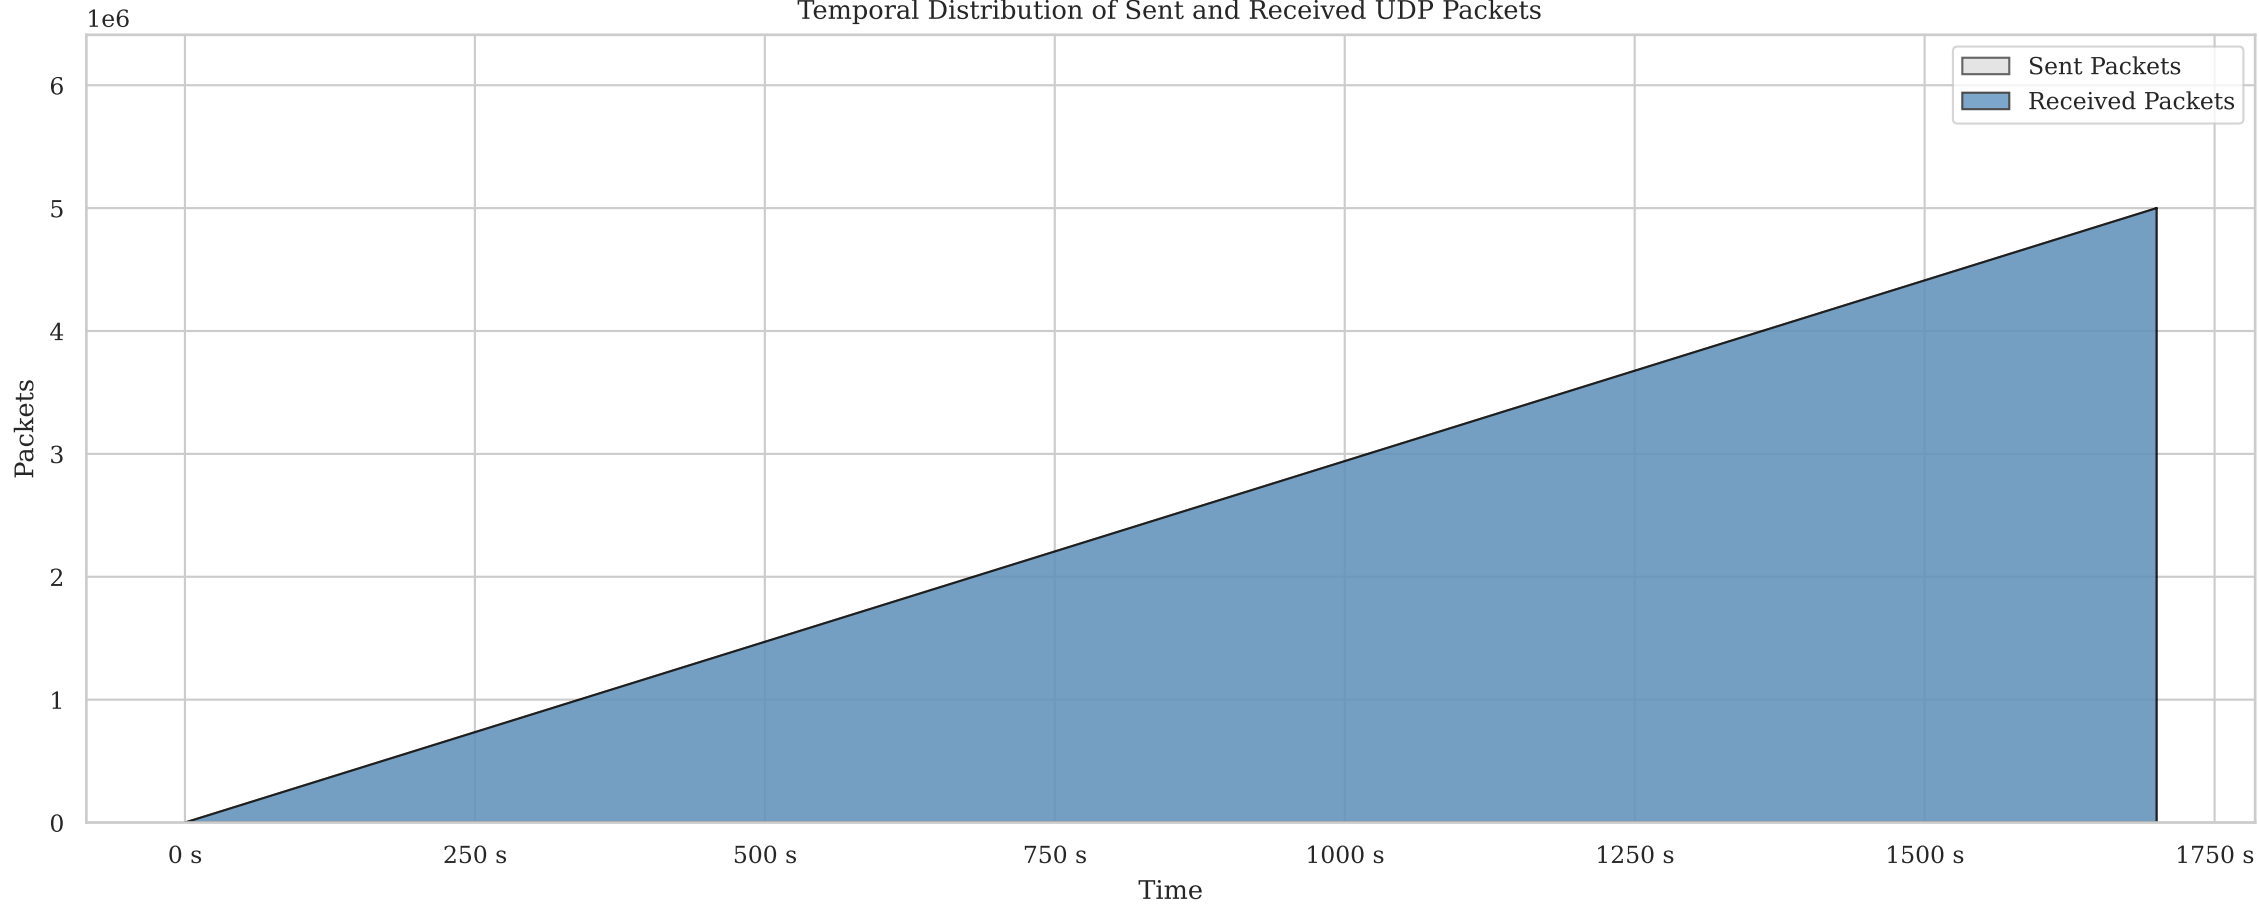 Temporal Distribution of Sent and Received UDP Packets
1e6
Sent Packets
Received Packets
6
5
4
3
2
1
0
Packets
0 s 250 s 500 s 750 s 1000 s 1250 s 1500 s 1750 s
Time